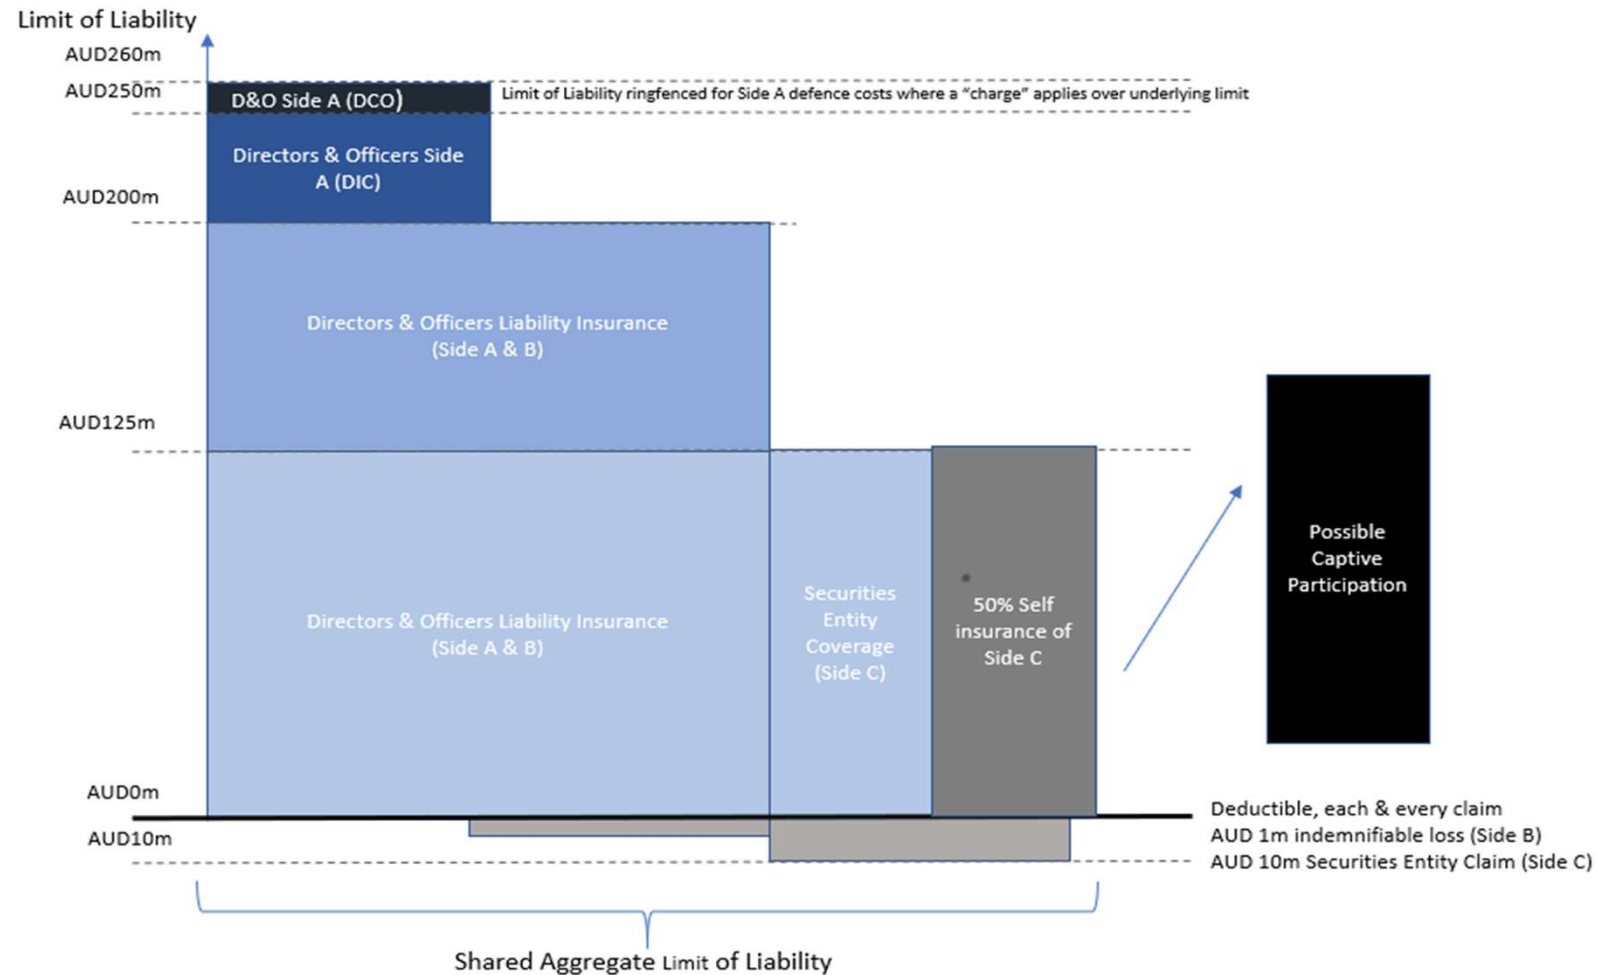 Limit of Liability
AUD260m
AUD250m
D&O Side A (DCO)
Limit of Liability ringfenced for Side A defence costs where a “charge” applies over underlying limit
Directors & Officers Side
A (DIC)
AUD200m
Directors & Officers Liability Insurance
(Side A & B)
AUD125m
Possible
Captive
Participation
Securities
Entity
Coverage
(Side C)
50% Self
insurance of
Side C
Directors & Officers Liability Insurance
(Side A & B)
AUD0m
AUD10m
Deductible, each & every claim
AUD 1m indemnifiable loss (Side B)
AUD 10m Securities Entity Claim (Side C)
Shared Aggregate Limit of Liability